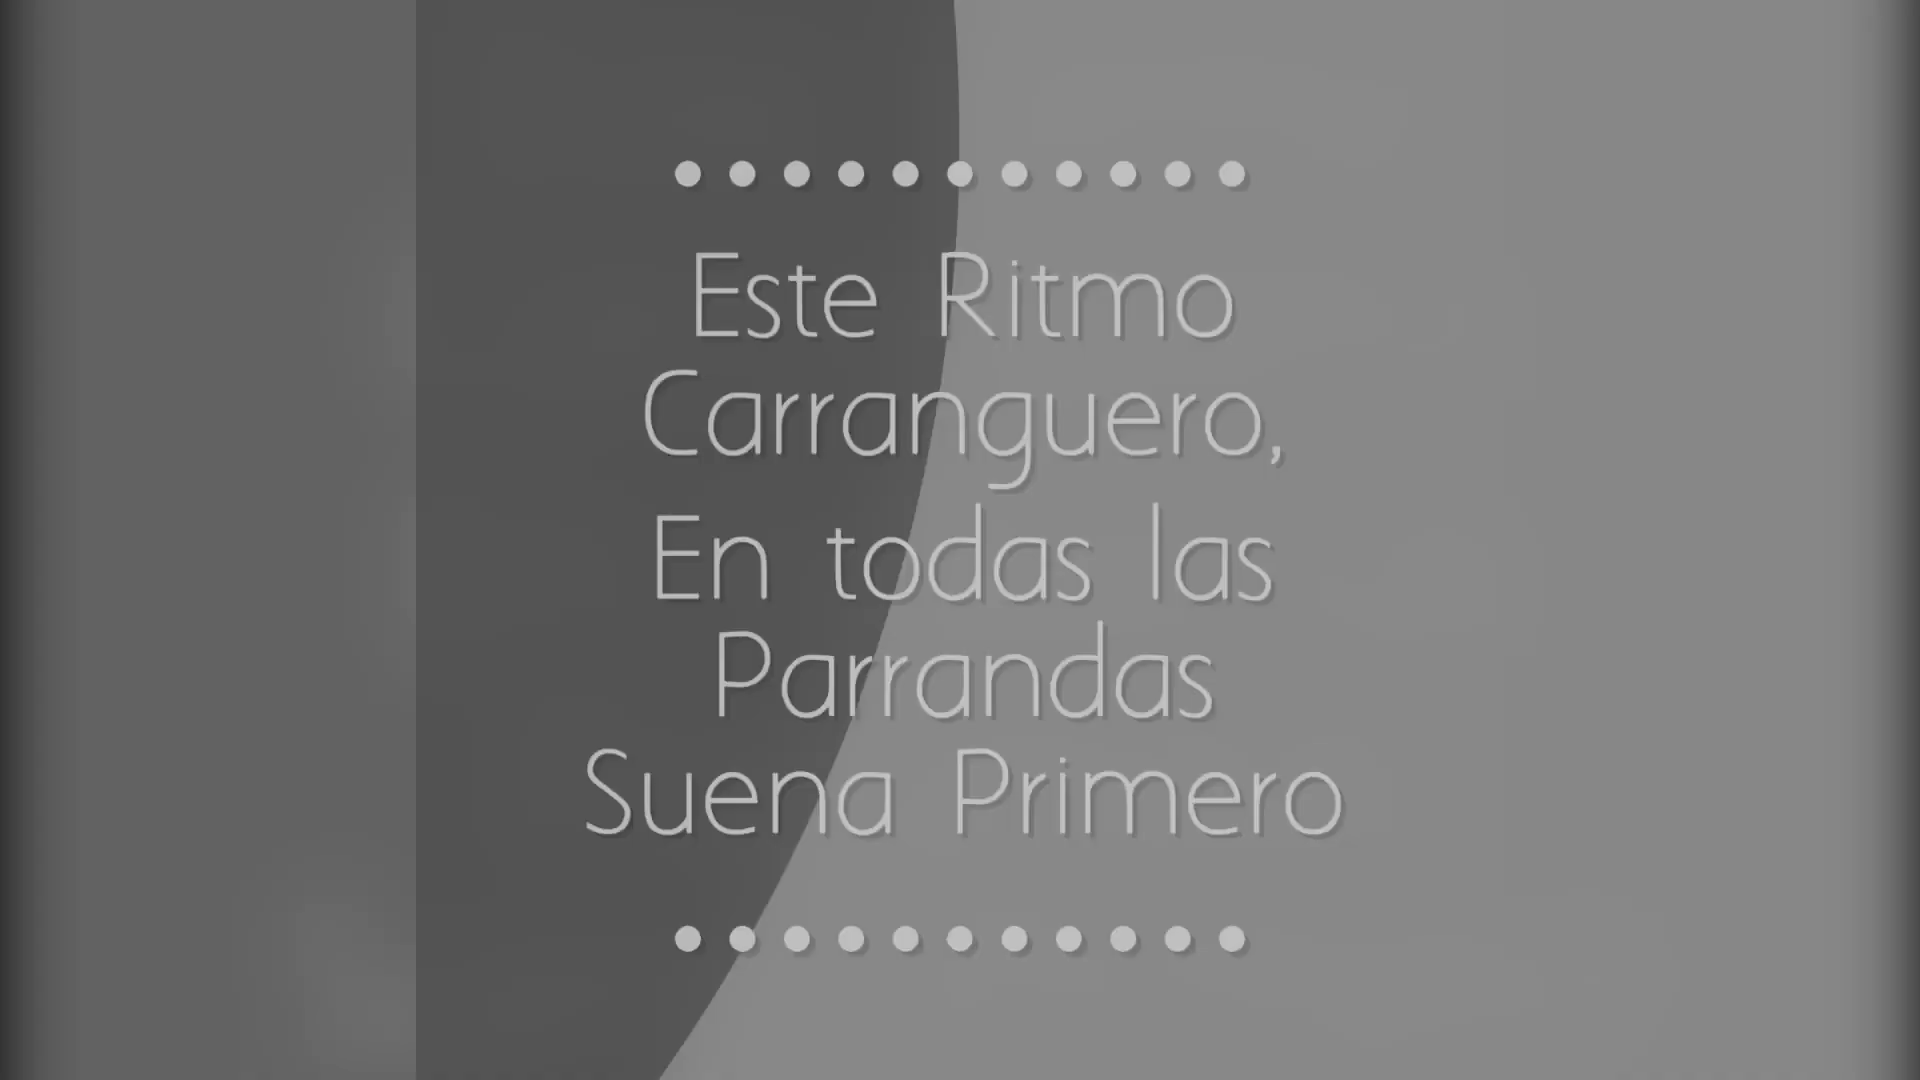 Este Ritmo
Carranguero,
En todas las
Parrandas
Suena Primero